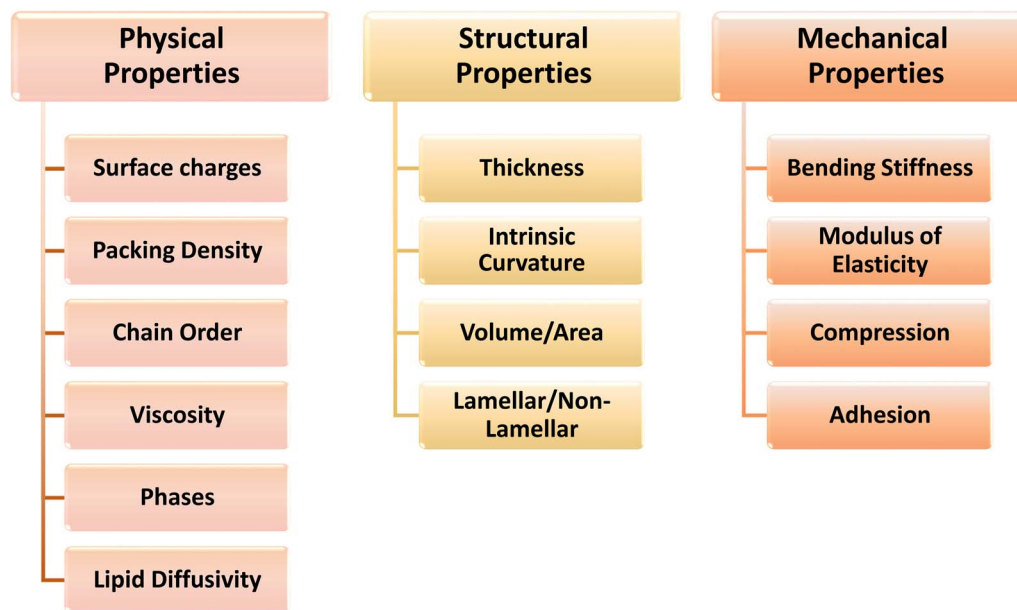 Physical
Properties
Surface charges
Packing Density
Chain Order
Viscosity
Phases
Lipid Diffusivity
Structural
Properties
Thickness
Intrinsic
Curvature
Volume/Area
Lamellar/Non-
Lamellar
Mechanical
Properties
Bending Stiffness
Modulus of
Elasticity
Compression
Adhesion